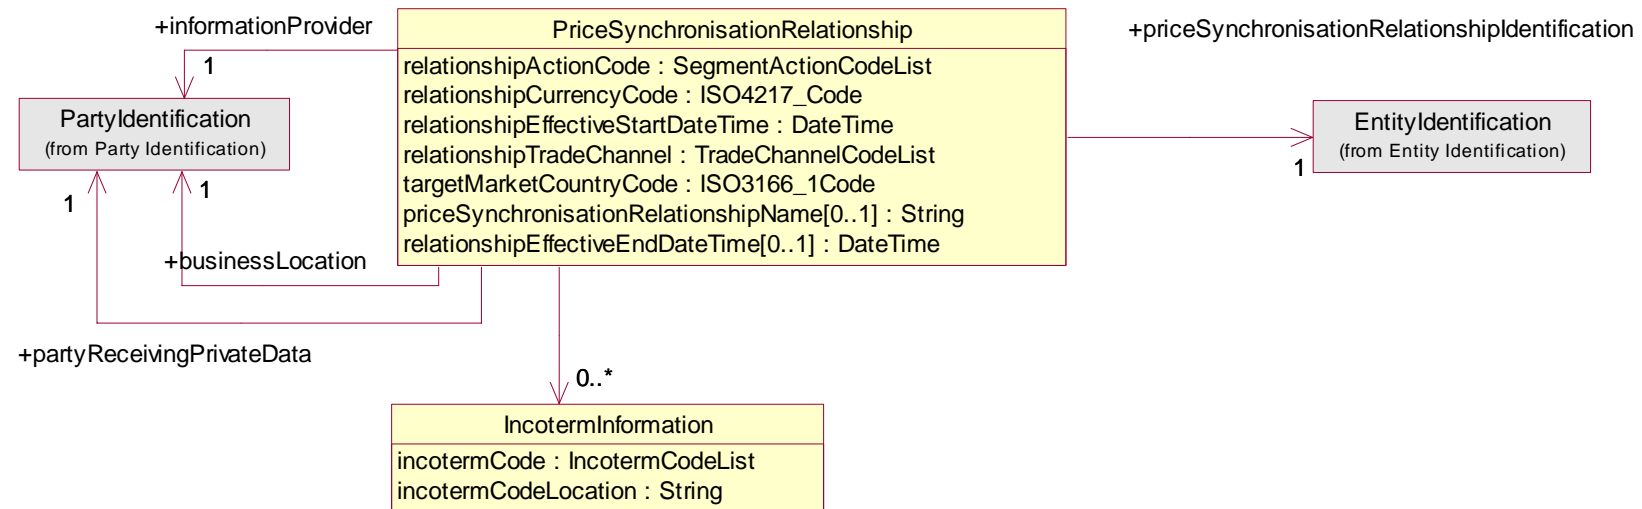 +informationProvider
1
PartyIdentification
(from Party Identification)
1
1
+businessLocation
+partyReceivingPrivateData
PriceSynchronisationRelationship
relationshipActionCode : SegmentActionCodeList
relationshipCurrencyCode : ISO4217_Code
relationshipEffectiveStartDateTime : DateTime
relationshipTradeChannel : TradeChannelCodeList
targetMarketCountryCode : ISO3166_1Code
priceSynchronisationRelationshipName[0..1] : String
relationshipEffectiveEndDateTime[0..1] : DateTime
+priceSynchronisationRelationshipIdentification
EntityIdentification
(from Entity Identification)
1
0..*
IncotermInformation
incotermCode : IncotermCodeList
incotermCodeLocation : String